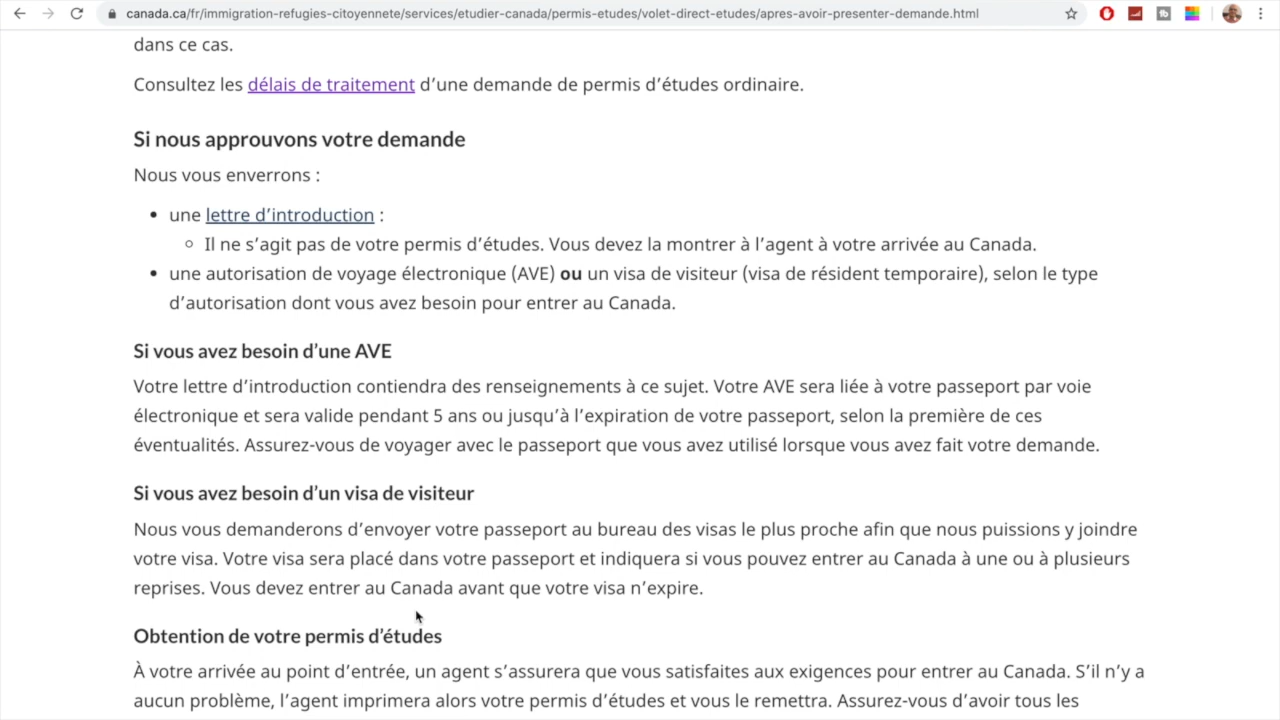 canada.ca/fr/immigration-refugies-citoyennete/services/etudier-canada/permis-etudes/volet-direct-etudes/apres-avoir-presenter-demande.html
dans ce cas.
Consultez les délais de traitement d’une demande de permis d’études ordinaire.
Si nous approuvons votre demande
Nous vous enverrons :
• une lettre d’introduction :
○ Il ne s’agit pas de votre permis d’études. Vous devez la montrer à l’agent à votre arrivée au Canada.
• une autorisation de voyage électronique (AVE) ou un visa de visiteur (visa de résident temporaire), selon le type
d’autorisation dont vous avez besoin pour entrer au Canada.
Si vous avez besoin d’une AVE
Votre lettre d’introduction contiendra des renseignements à ce sujet. Votre AVE sera liée à votre passeport par voie
électronique et sera valide pendant 5 ans ou jusqu’à l’expiration de votre passeport, selon la première de ces
éventualités. Assurez-vous de voyager avec le passeport que vous avez utilisé lorsque vous avez fait votre demande.
Si vous avez besoin d’un visa de visiteur
Nous vous demanderons d’envoyer votre passeport au bureau des visas le plus proche afin que nous puissions y joindre
votre visa. Votre visa sera placé dans votre passeport et indiquera si vous pouvez entrer au Canada à une ou à plusieurs
reprises. Vous devez entrer au Canada avant que votre visa n’expire.
Obtention de votre permis d’études
À votre arrivée au point d’entrée, un agent s’assurera que vous satisfaites aux exigences pour entrer au Canada. S’il n’y a
aucun problème, l’agent imprimera alors votre permis d’études et vous le remettra. Assurez-vous d’avoir tous les